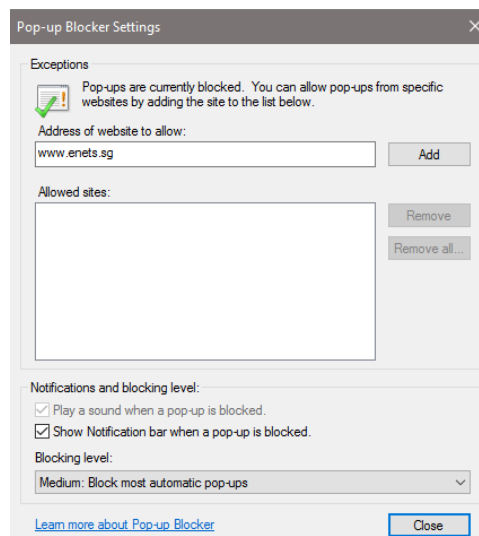 Pop-up Blocker Settings
Exceptions
Pop-ups are currently blocked. You can allow pop-ups from specific
websites by adding the site to the list below.
Address of website to allow:
www.enets.sg
Add
Allowed sites:
Remove
Remove all...
Notifications and blocking level:
Play a sound when a pop-up is blocked.
Show Notification bar when a pop-up is blocked.
Blocking level:
Medium: Block most automatic pop-ups
Learn more about Pop-up Blocker
Close